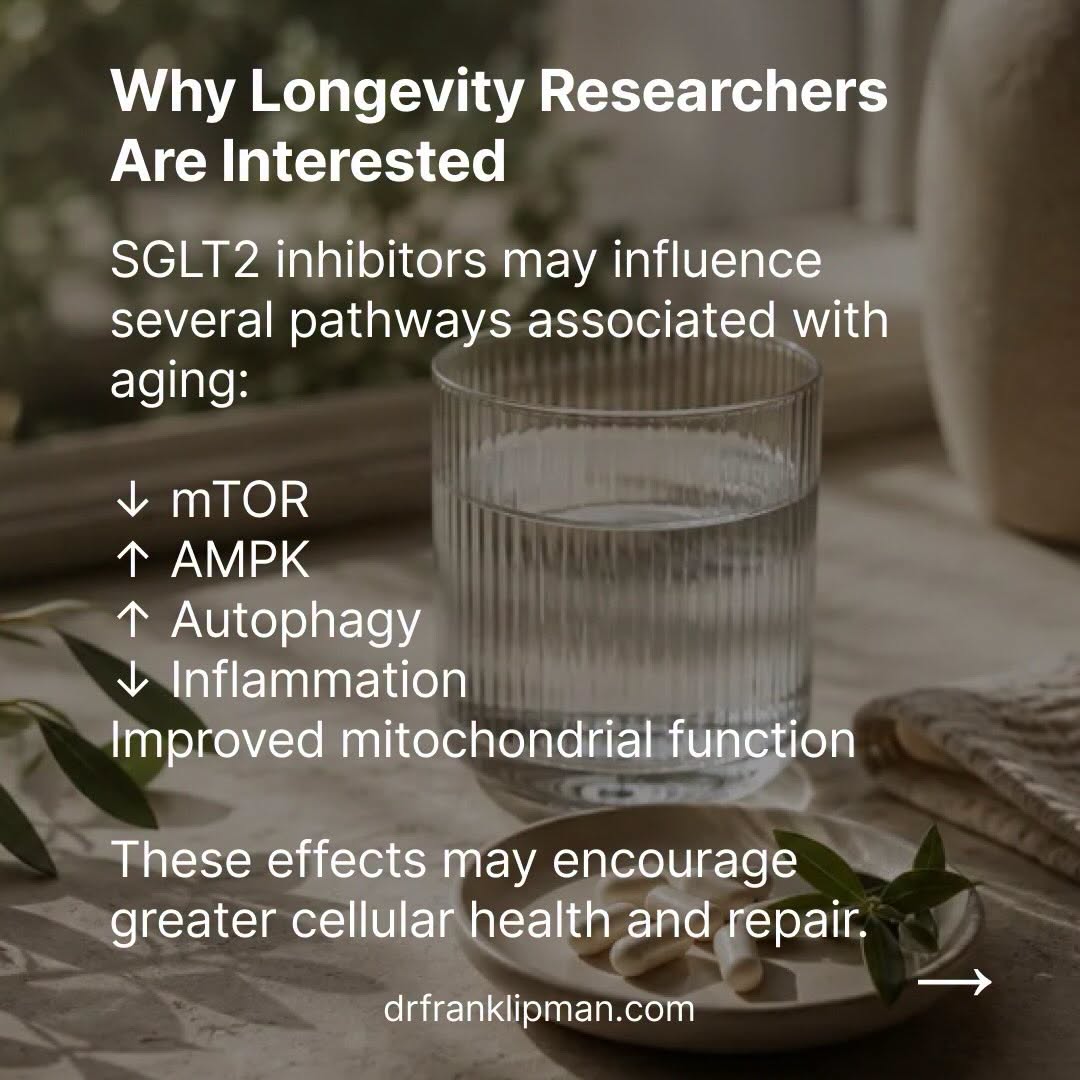 Why Longevity Researchers
Are Interested
SGLT2 inhibitors may influence
several pathways associated with
aging:
↓ mTOR
↑ AMPK
↑ Autophagy
↓ Inflammation
Improved mitochondrial function
These effects may encourage
greater cellular health and repair.
→
drfranklipman.com